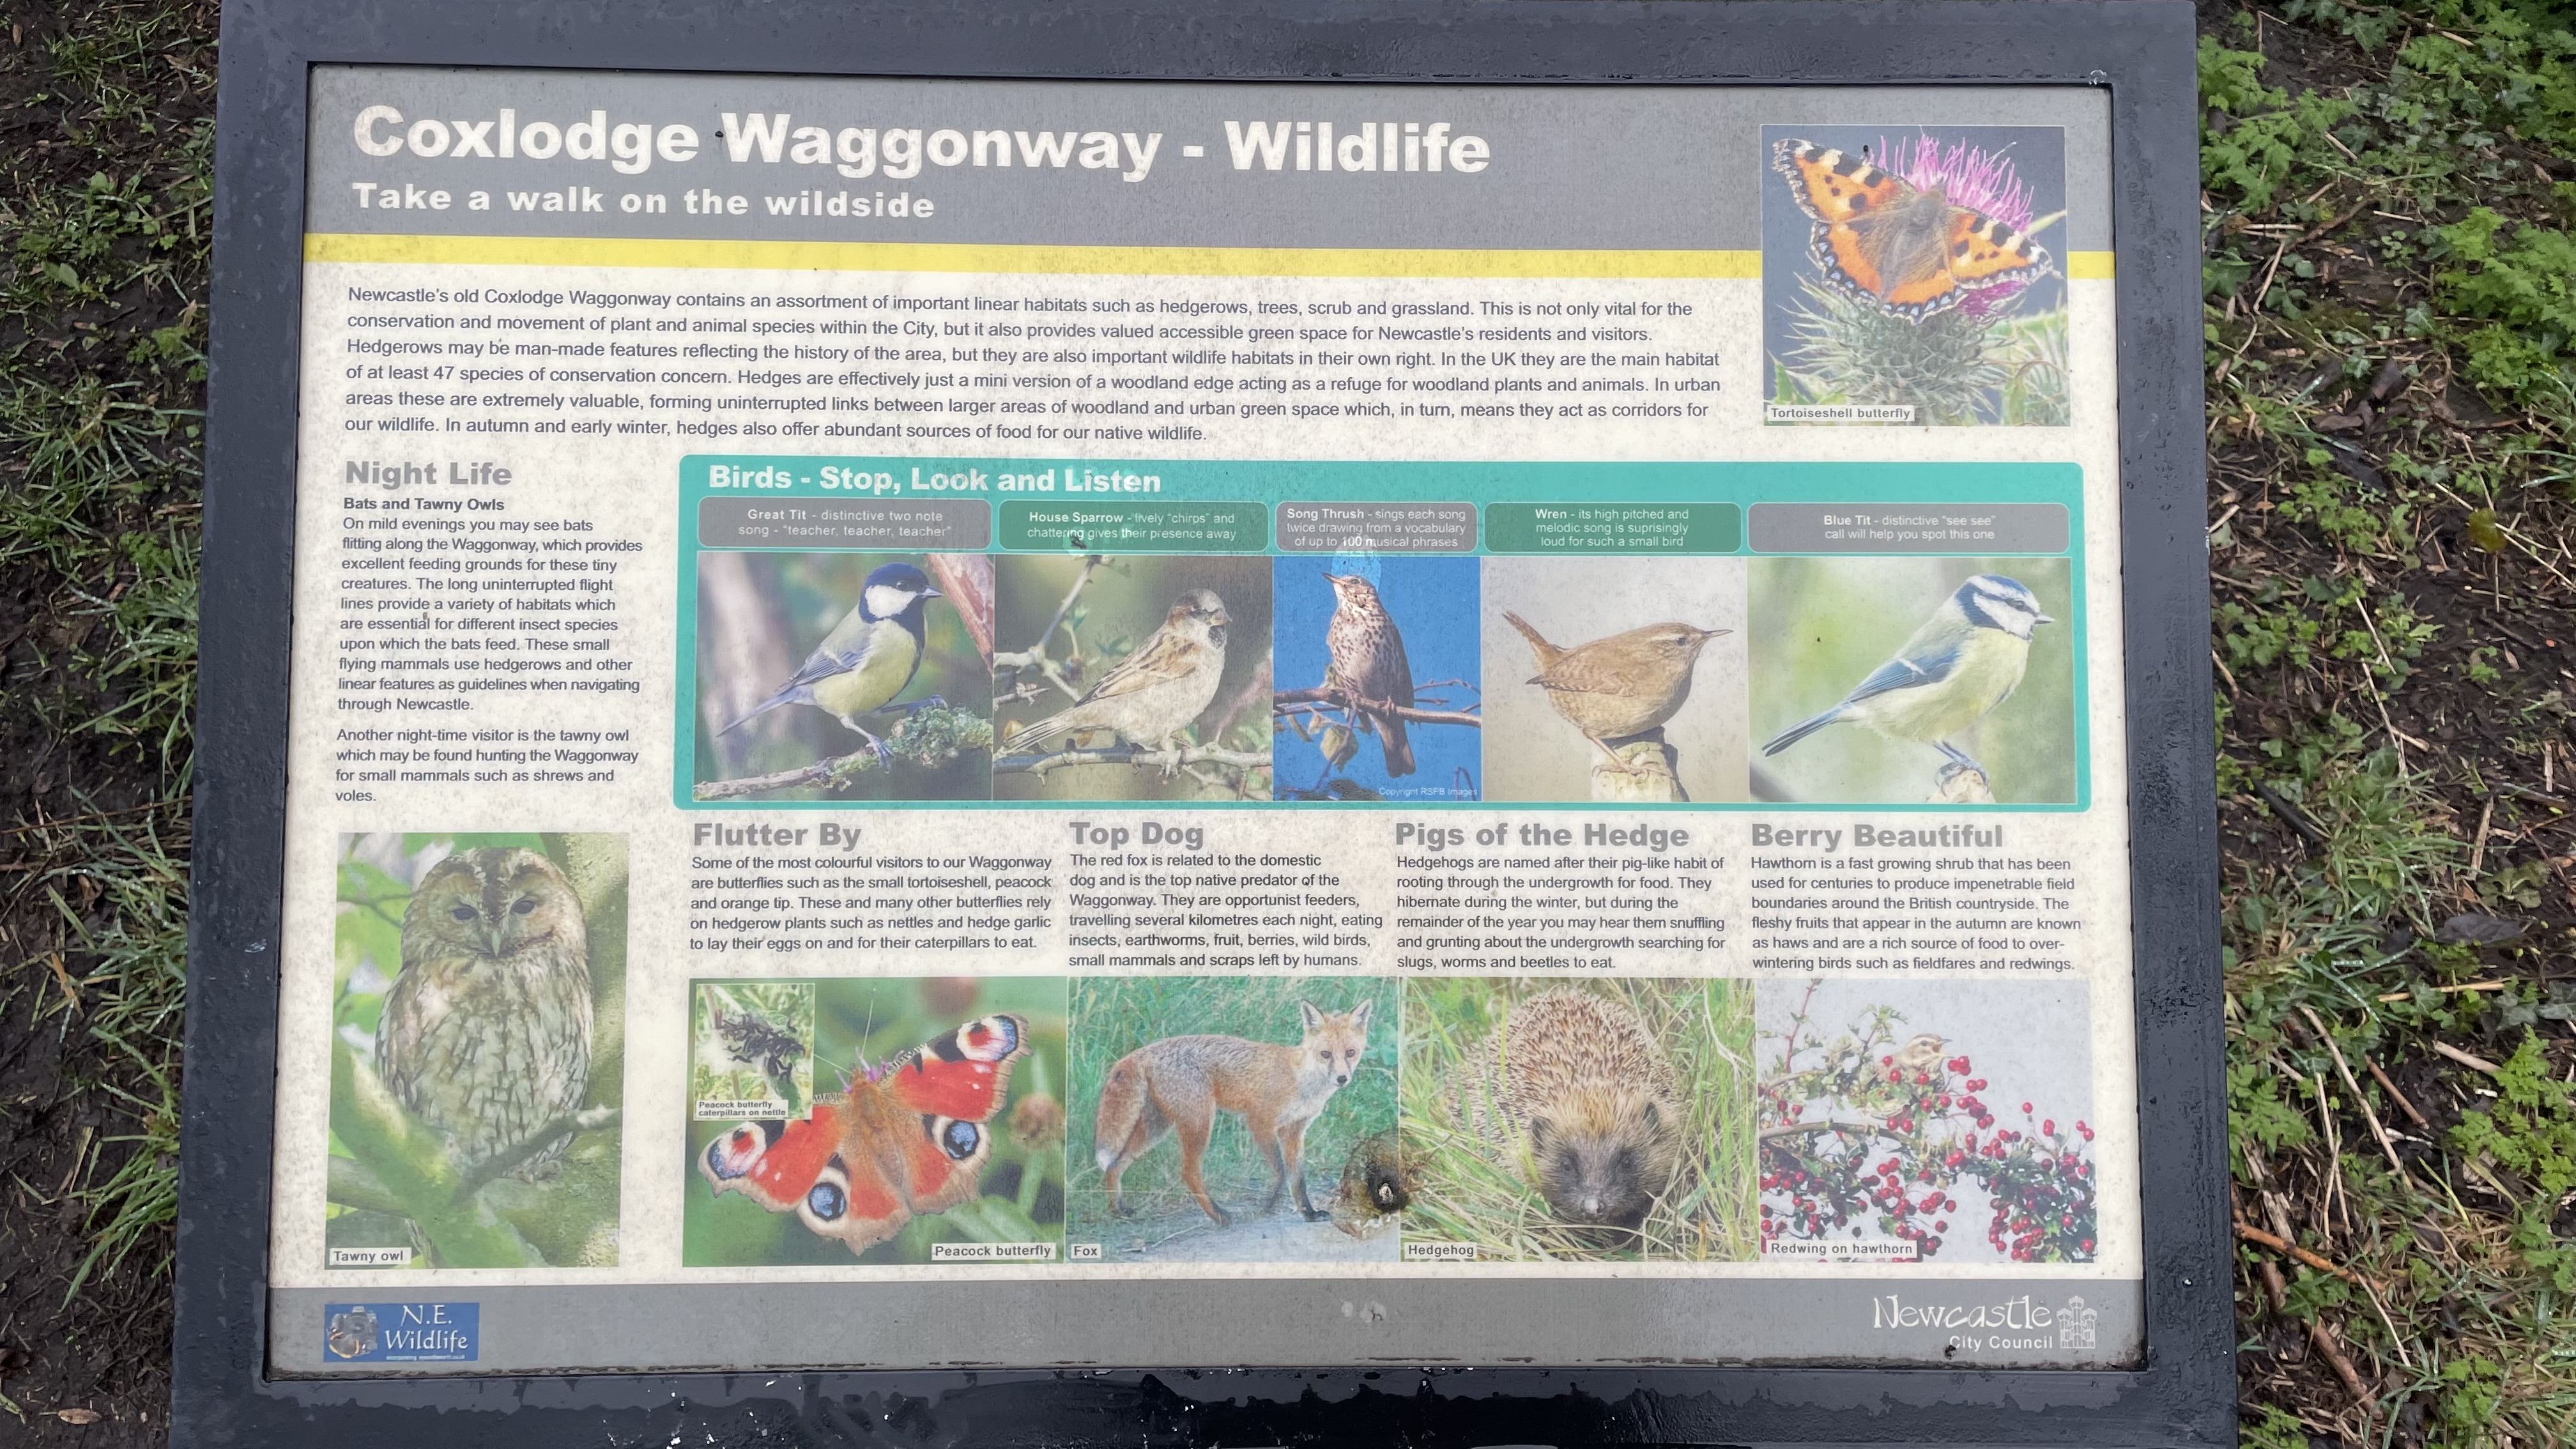 Coxlodge Waggonway - Wildlife
Take a walk on the wildside
Newcastle's old Coxlodge Waggonway contains an assortment of important linear habitats such as hedgerows, trees, scrub and grassland. This is not only vital for the
conservation and movement of plant and animal species within the City, but it also provides valued accessible green space for Newcastle's residents and visitors.
Hedgerows may be man-made features reflecting the history of the area, but they are also important wildlife habitats in their own right. In the UK they are the main habitat
of at least 47 species of conservation concern. Hedges are effectively just a mini version of a woodland edge acting as a refuge for woodland plants and animals. In urban
areas these are extremely valuable, forming uninterrupted links between larger areas of woodland and urban green space which, in turn, means they act as corridors for
our wildlife. In autumn and early winter, hedges also offer abundant sources of food for our native wildlife.
Tortoiseshell butterfly
Night Life
Bats and Tawny Owls
On mild evenings you may see bats
flitting along the Waggonway, which provides
excellent feeding grounds for these tiny
creatures. The long uninterrupted flight
lines provide a variety of habitats which
are essential for different insect species
upon which the bats feed. These small
flying mammals use hedgerows and other
linear features as guidelines when navigating
through Newcastle.
Another night-time visitor is the tawny owl
which may be found hunting the Waggonway
for small mammals such as shrews and
voles.
Tawny owl
Birds - Stop, Look and Listen
Great Tit - distinctive two note
song - "teacher, teacher, teacher"
House Sparrow - lively "chirps" and
chattering gives their presence away
Song Thrush - sings each song
twice drawing from a vocabulary
of up to 100 musical phrases
Wren - its high pitched and
melodic song is suprisingly
loud for such a small bird
Blue Tit - distinctive "see see"
call will help you spot this one
Copyright RSPB Images
Flutter By
Some of the most colourful visitors to our Waggonway
are butterflies such as the small tortoiseshell, peacock
and orange tip. These and many other butterflies rely
on hedgerow plants such as nettles and hedge garlic
to lay their eggs on and for their caterpillars to eat.
Peacock butterfly
caterpillars on nettle
Peacock butterfly
Top Dog
The red fox is related to the domestic
dog and is the top native predator of the
Waggonway. They are opportunist feeders,
travelling several kilometres each night, eating
insects, earthworms, fruit, berries, wild birds,
small mammals and scraps left by humans.
Fox
Pigs of the Hedge
Hedgehogs are named after their pig-like habit of
rooting through the undergrowth for food. They
hibernate during the winter, but during the
remainder of the year you may hear them snuffling
and grunting about the undergrowth searching for
slugs, worms and beetles to eat.
Hedgehog
Berry Beautiful
Hawthorn is a fast growing shrub that has been
used for centuries to produce impenetrable field
boundaries around the British countryside. The
fleshy fruits that appear in the autumn are known
as haws and are a rich source of food to over-
wintering birds such as fieldfares and redwings.
Redwing on hawthorn
N.E.
Wildlife
Newcastle
City Council